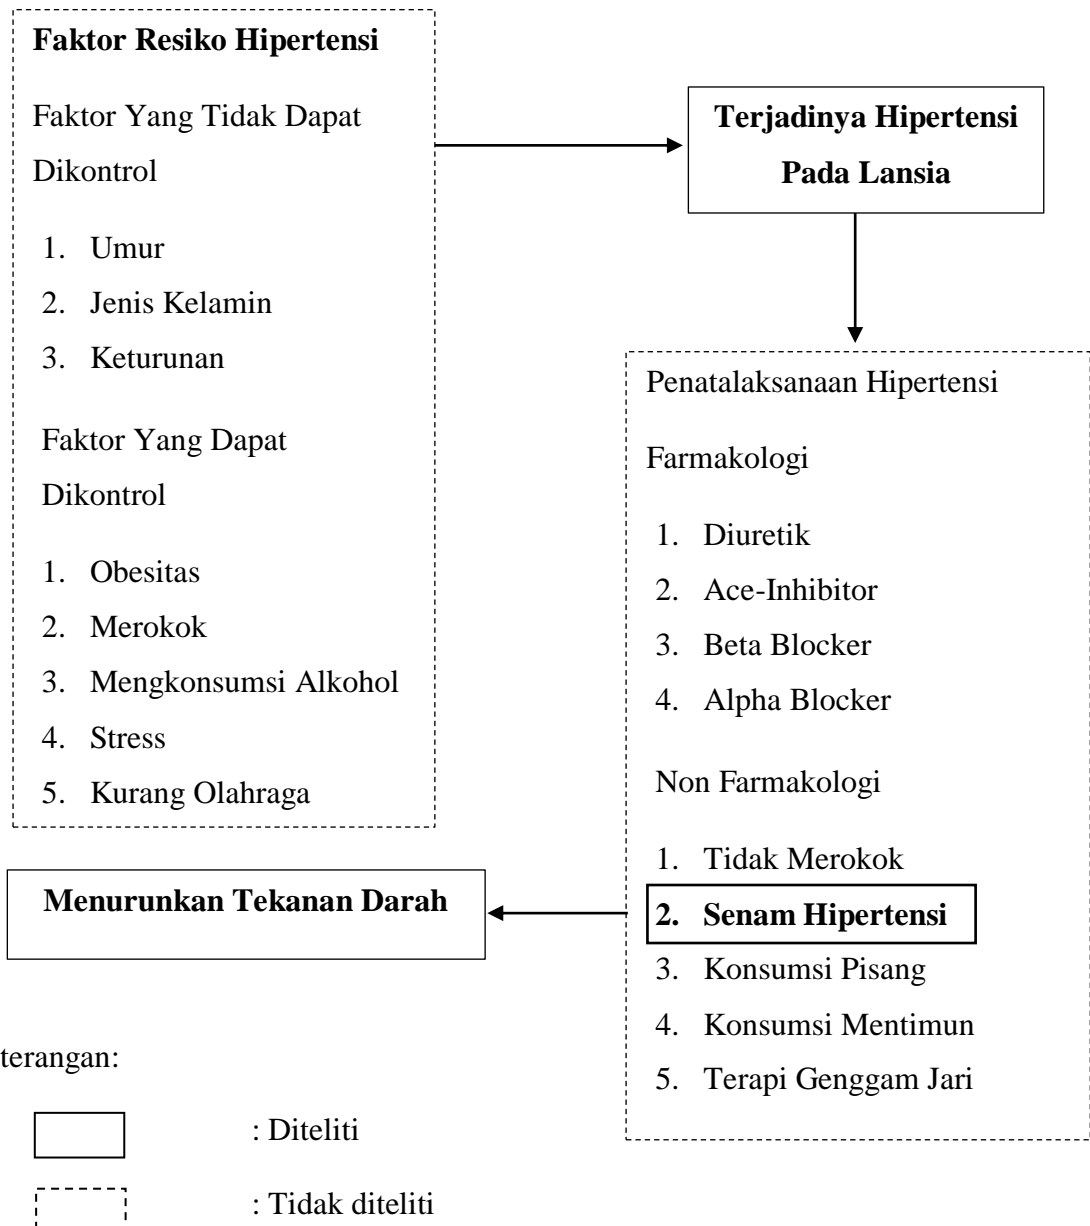 Faktor Resiko Hipertensi
Faktor Yang Tidak Dapat
Dikontrol
1. Umur
2. Jenis Kelamin
3. Keturunan
Faktor Yang Dapat
Dikontrol
1. Obesitas
2. Merokok
3. Mengkonsumsi Alkohol
4. Stress
5. Kurang Olahraga
Terjadinya Hipertensi
Pada Lansia
Penatalaksanaan Hipertensi
Farmakologi
1. Diuretik
2. Ace-Inhibitor
3. Beta Blocker
4. Alpha Blocker
Non Farmakologi
1. Tidak Merokok
2. Senam Hipertensi
3. Konsumsi Pisang
4. Konsumsi Mentimun
5. Terapi Genggam Jari
Menurunkan Tekanan Darah
terangan:
: Diteliti
: Tidak diteliti